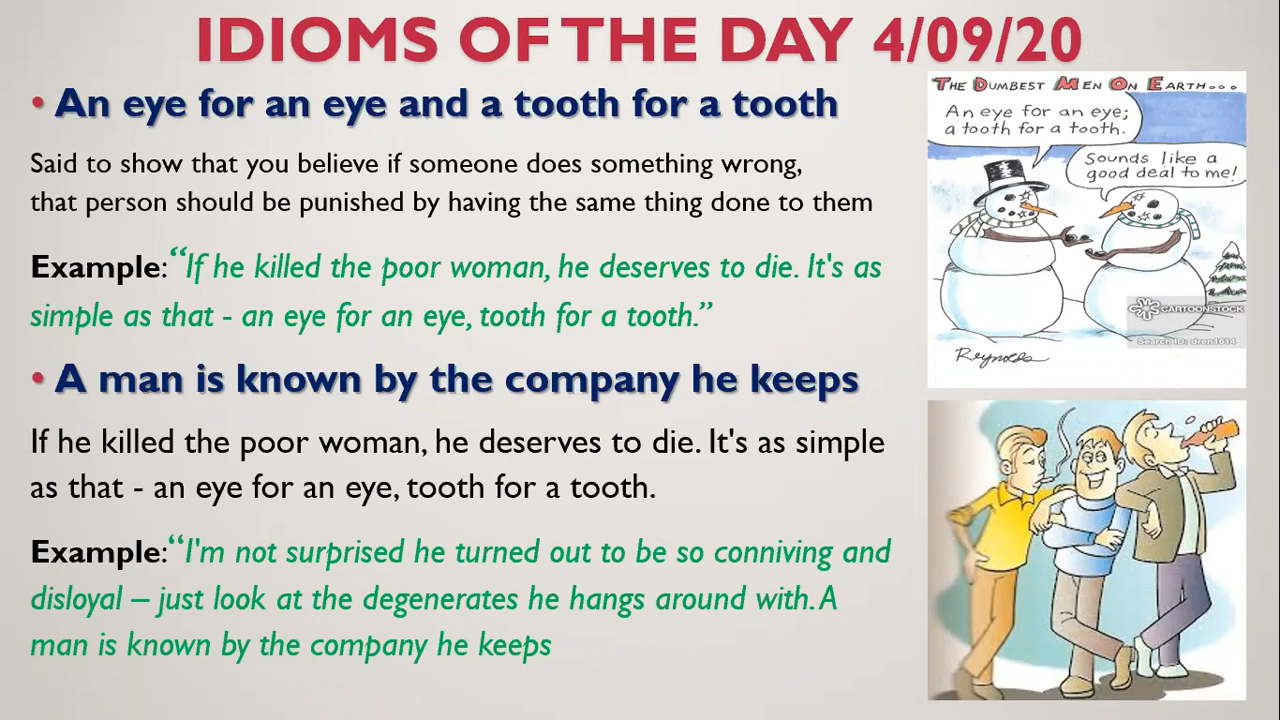 IDIOMS OF THE DAY 4/09/20
• An eye for an eye and a tooth for a tooth
Said to show that you believe if someone does something wrong,
that person should be punished by having the same thing done to them
Example:“If he killed the poor woman, he deserves to die. It's as
simple as that - an eye for an eye, tooth for a tooth.”
• A man is known by the company he keeps
If he killed the poor woman, he deserves to die. It's as simple
as that - an eye for an eye, tooth for a tooth.
Example:“I'm not surprised he turned out to be so conniving and
disloyal – just look at the degenerates he hangs around with. A
man is known by the company he keeps
THE DUMBEST MEN ON EARTH...
An eye for an eye;
a tooth for a tooth.
Sounds like a
good deal to me!
CARTOONSTOCK
Search ID: dren1614
Reynolds